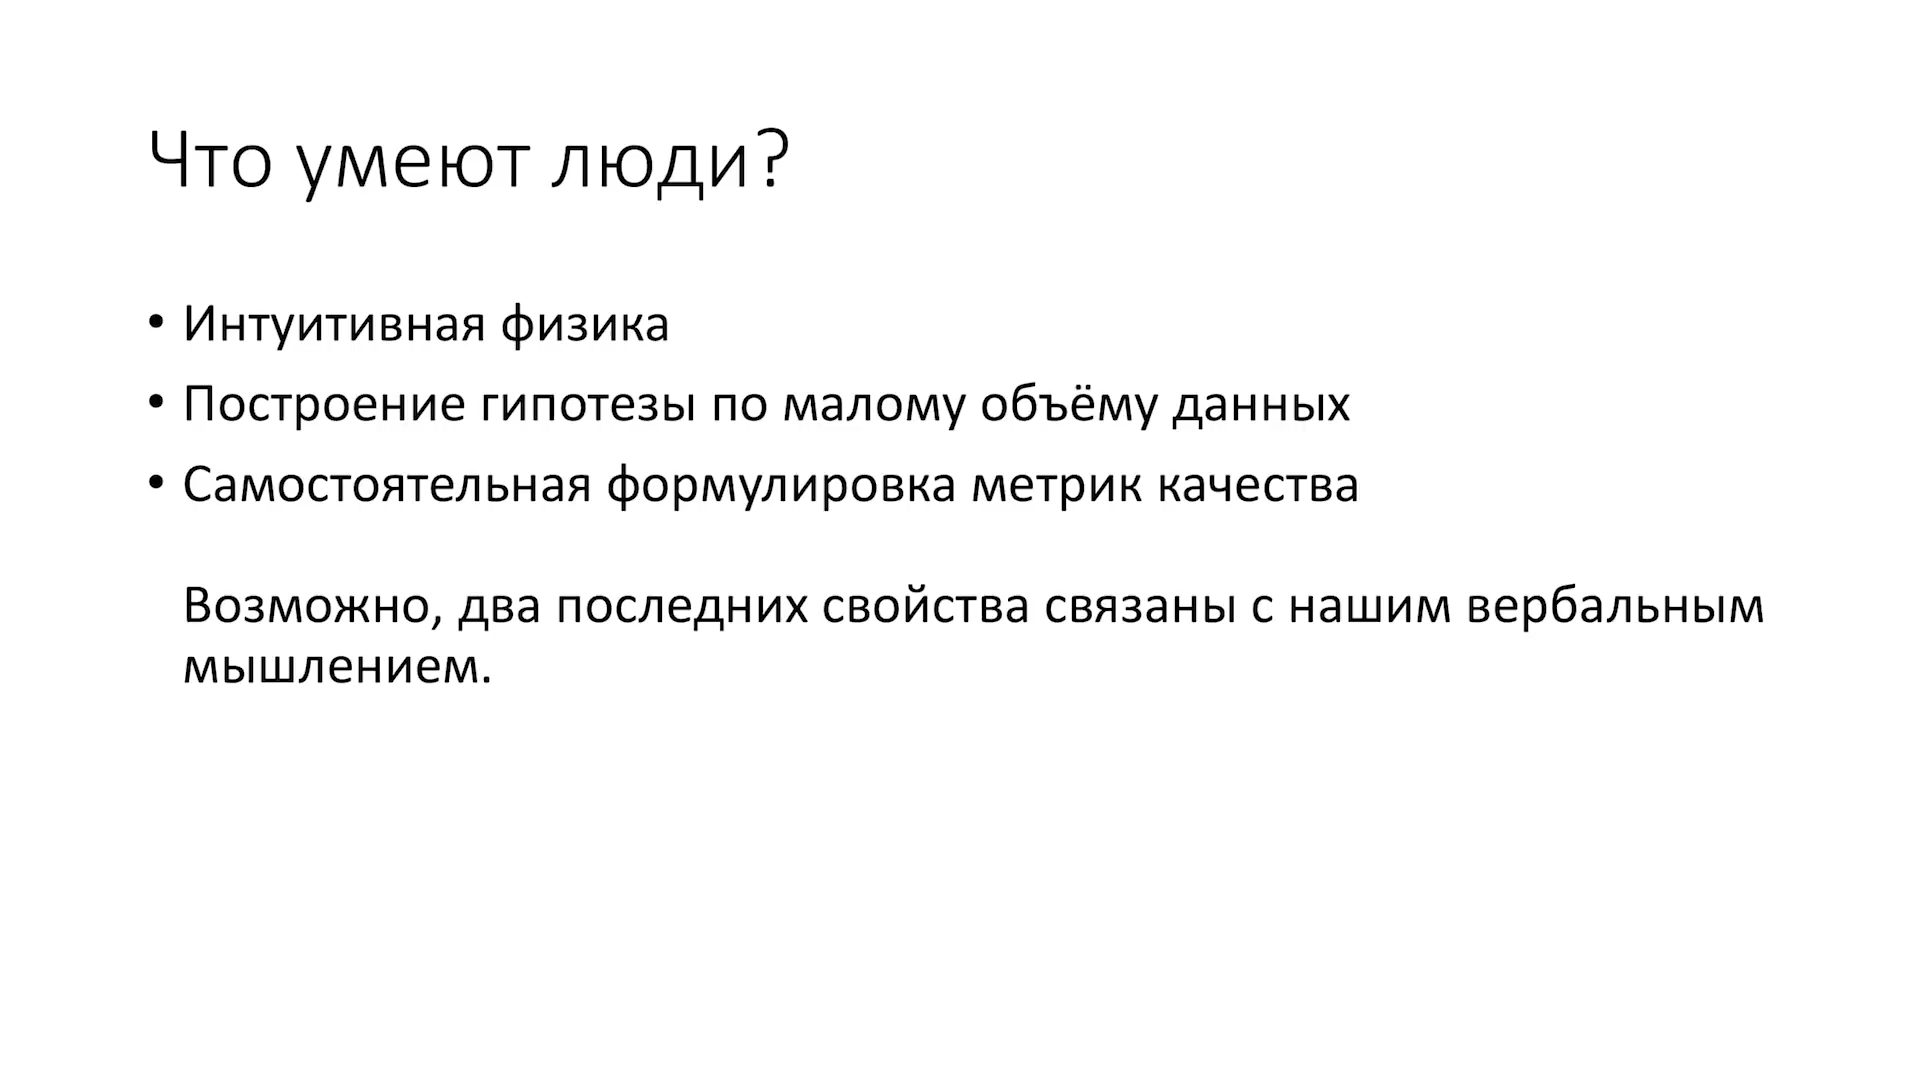 Что умеют люди?
• Интуитивная физика
• Построение гипотезы по малому объёму данных
• Самостоятельная формулировка метрик качества
Возможно, два последних свойства связаны с нашим вербальным
мышлением.